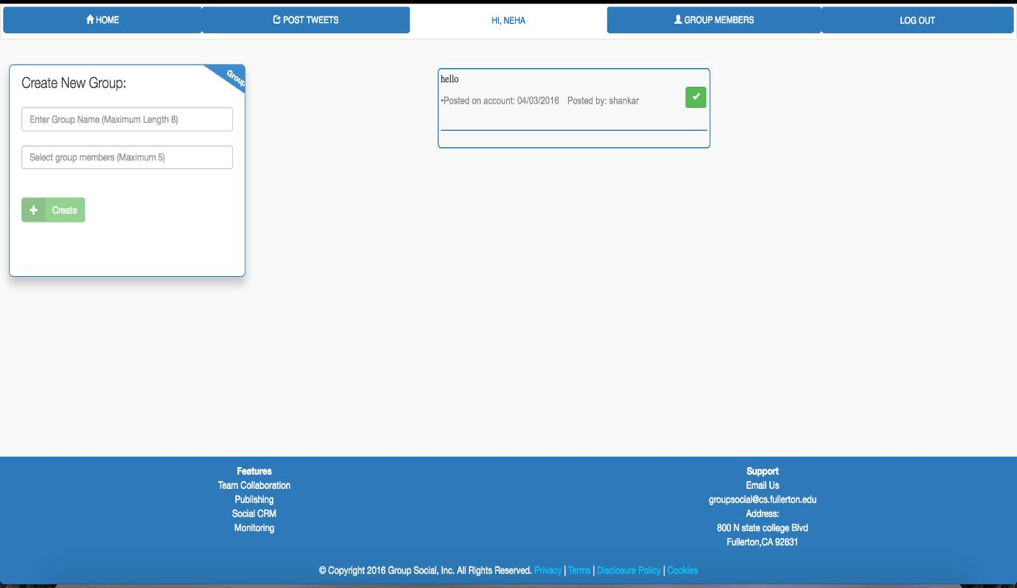 HOME
POST TWEETS
HI, NEHA
GROUP MEMBERS
LOG OUT
Create New Group:
Group
Enter Group Name (Maximum Length 8)
Select group members (Maximum 5)
+ Create
hello
•Posted on account: 04/03/2016 Posted by: shankar
Features
Team Collaboration
Publishing
Social CRM
Monitoring
Support
Email Us
groupsocial@cs.fullerton.edu
Address:
800 N state college Blvd
Fullerton,CA 92831
© Copyright 2016 Group Social, Inc. All Rights Reserved. Privacy | Terms | Disclosure Policy | Cookies